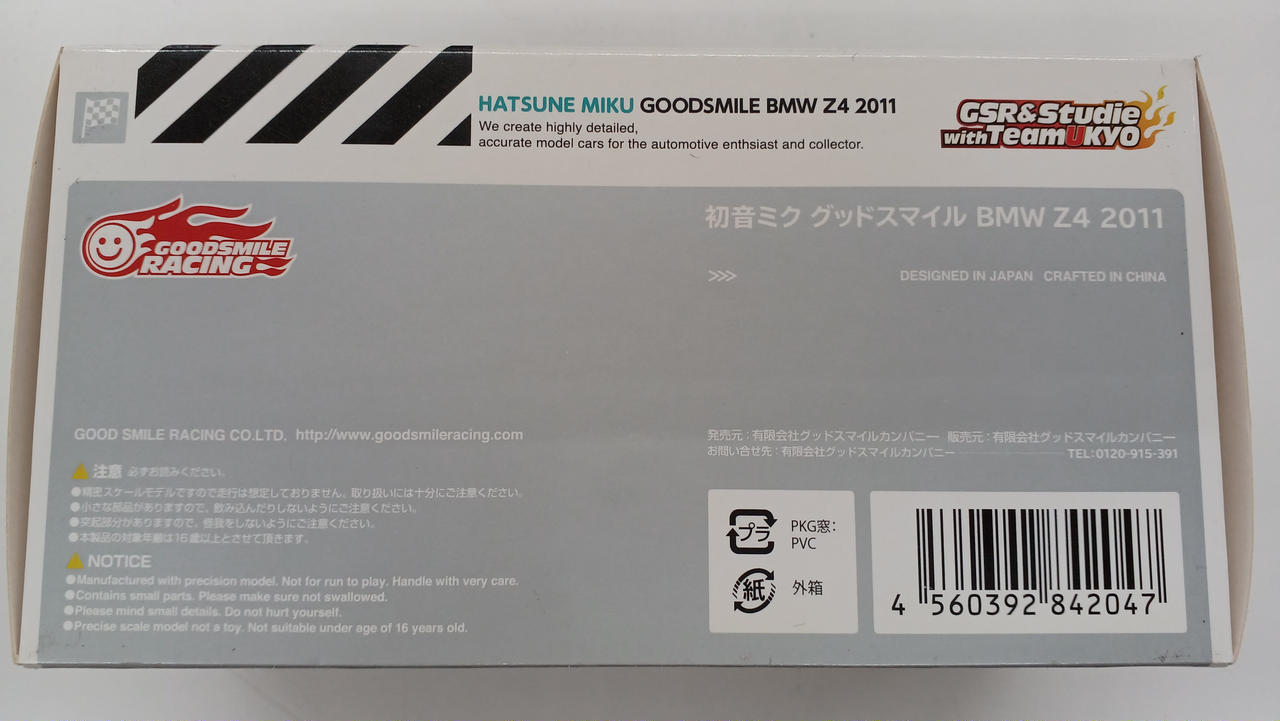 HATSUNE MIKU GOODSMILE BMW Z4 2011
We create highly detailed,
accurate model cars for the automotive enthsiast and collector.
GSR&Studie
with TeamUKYO
GOODSMILE
RACING
初音ミク グッドスマイル BMW Z4 2011
DESIGNED IN JAPAN CRAFTED IN CHINA
GOOD SMILE RACING CO.LTD. http://www.goodsmileracing.com
発売元：有限会社グッドスマイルカンパニー 販売元：有限会社グッドスマイルカンパニー
お問い合せ先：有限会社グッドスマイルカンパニー TEL：0120-915-391
注意 必ずお読みください。
●精密スケールモデルですので走行は想定しておりません。取り扱いには十分にご注意ください。
●小さな部品がありますので、飲み込んだりしないようにご注意ください。
●突起部分がありますので、怪我をしないようにご注意ください。
●本製品の対象年齢は16歳以上とさせて頂きます。
NOTICE
●Manufactured with precision model. Not for run to play. Handle with very care.
●Contains small parts. Please make sure not swallowed.
●Please mind small details. Do not hurt yourself.
●Precise scale model not a toy. Not suitable under age of 16 years old.
プラ PKG窓：
PVC
紙 外箱
4 560392 842047